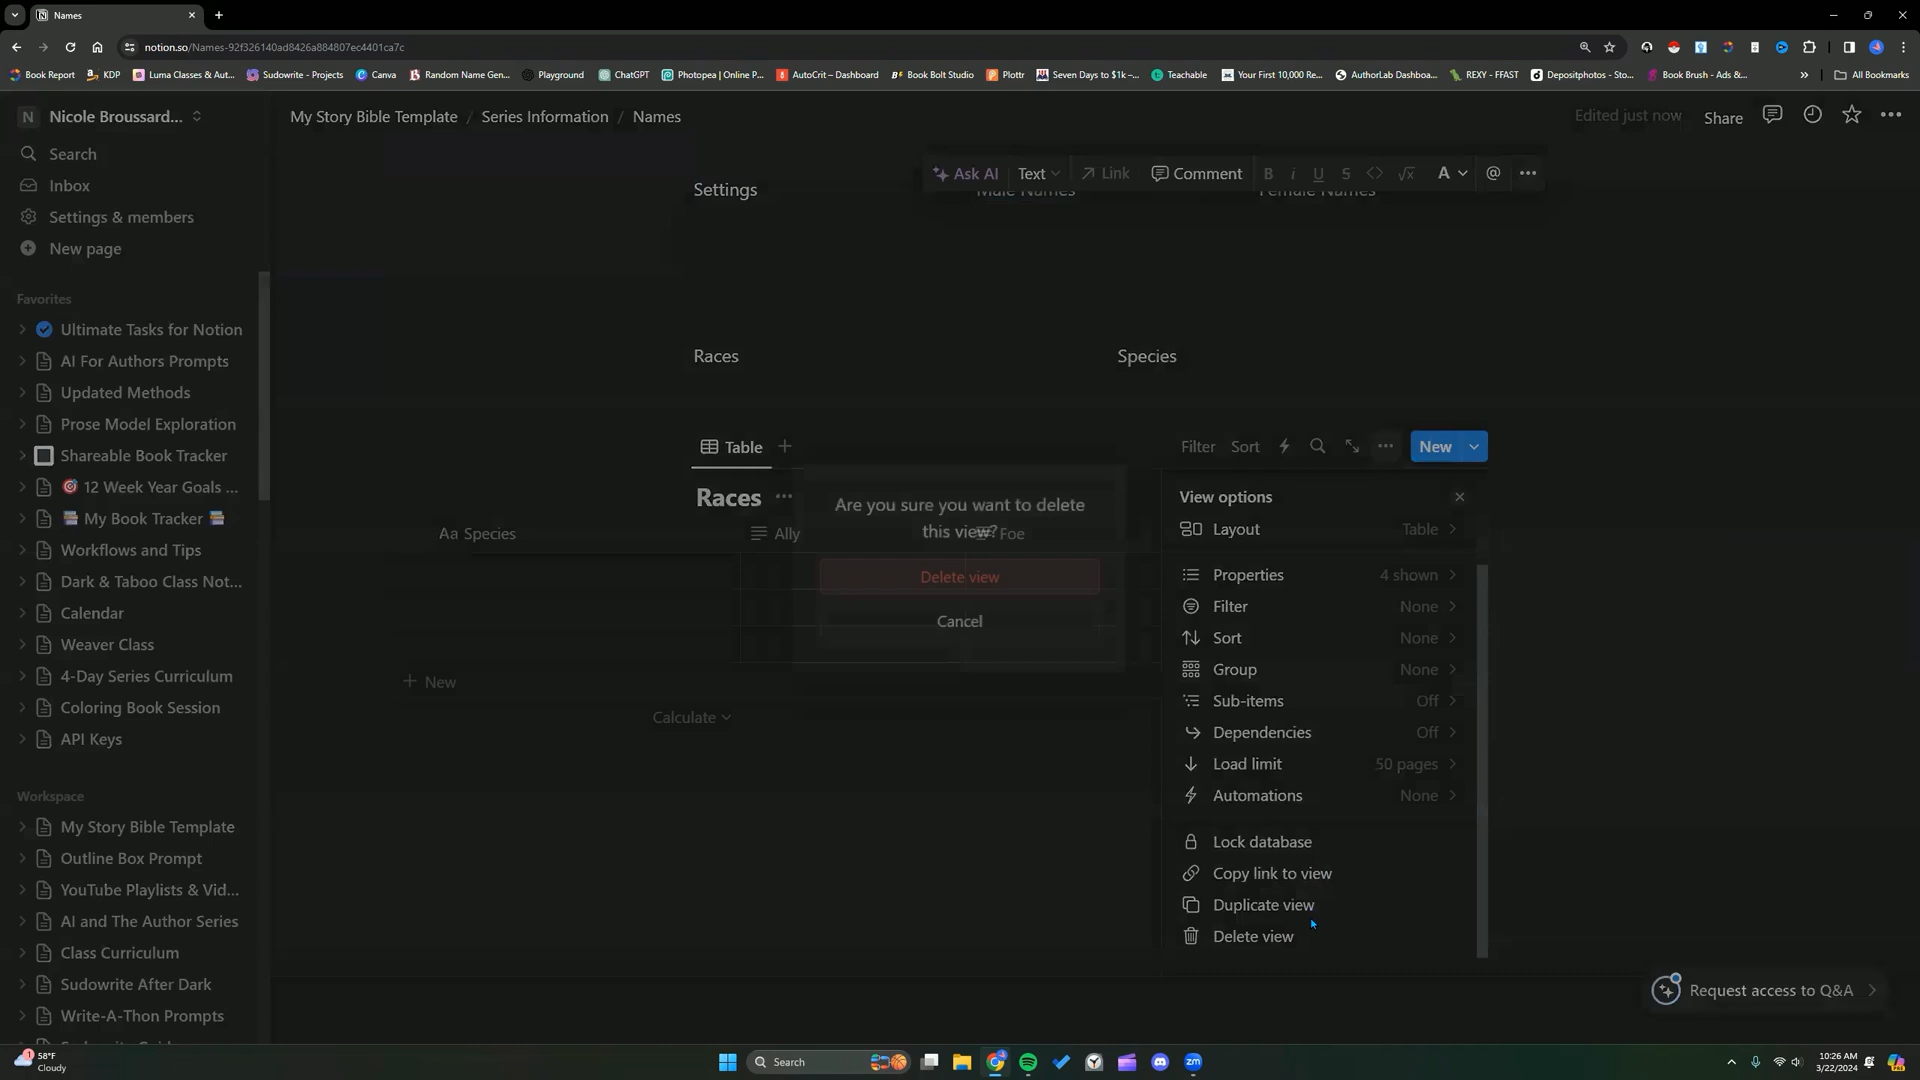 Names
notion.so/Names-92f326140ad8426a884807ec4401ca7c
Book Report KDP Luma Classes & Aut... Sudowrite - Projects Canva Random Name Gen... Playground ChatGPT Photopea | Online P... AutoCrit – Dashboard Book Bolt Studio Plottr Seven Days to $1k –... Teachable Your First 10,000 Re... AuthorLab Dashboa... REXY - FFAST Depositphotos - Sto... Book Brush - Ads &... All Bookmarks
N Nicole Broussard...
My Story Bible Template / Series Information / Names
Edited just now Share
Search
Inbox
Settings & members
New page
Favorites
Ultimate Tasks for Notion
AI For Authors Prompts
Updated Methods
Prose Model Exploration
Shareable Book Tracker
12 Week Year Goals ...
My Book Tracker
Workflows and Tips
Dark & Taboo Class Not...
Calendar
Weaver Class
4-Day Series Curriculum
Coloring Book Session
API Keys
Workspace
My Story Bible Template
Outline Box Prompt
YouTube Playlists & Vid...
AI and The Author Series
Class Curriculum
Sudowrite After Dark
Write-A-Thon Prompts
Ask AI Text Link Comment B i U S <> √x A @
Settings Male Names Female Names
Races Species
Table Filter Sort New
Races
Aa Species Ally Foe
New
Calculate
Are you sure you want to delete
this view?
Delete view
Cancel
View options
Layout Table
Properties 4 shown
Filter None
Sort None
Group None
Sub-items Off
Dependencies Off
Load limit 50 pages
Automations None
Lock database
Copy link to view
Duplicate view
Delete view
Request access to Q&A
1 58°F
Cloudy
Search
zm
10:26 AM
3/22/2024